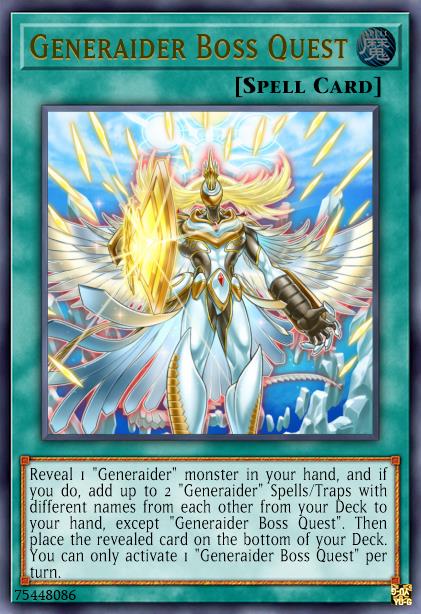 Generaider Boss Quest
魔
[Spell Card]
Reveal 1 "Generaider" monster in your hand, and if
you do, add up to 2 "Generaider" Spells/Traps with
different names from each other from your Deck to
your hand, except "Generaider Boss Quest". Then
place the revealed card on the bottom of your Deck.
You can only activate 1 "Generaider Boss Quest" per
turn.
75448086